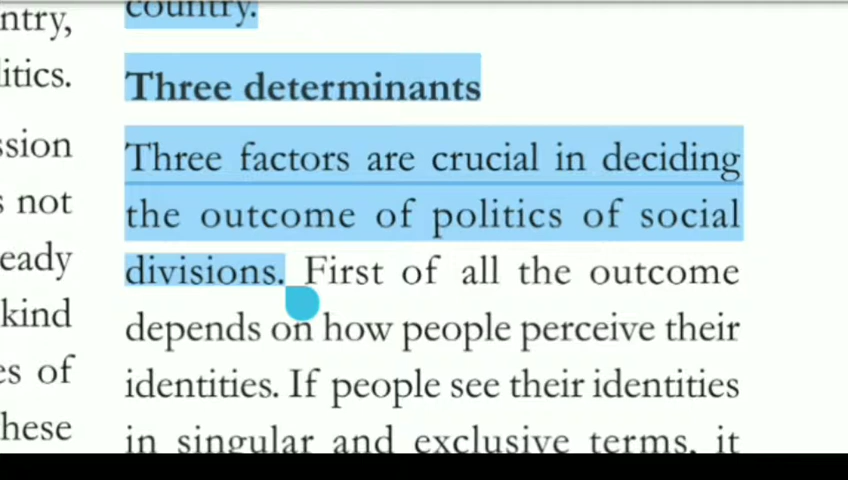 ntry,
itics.
ssion
s not
eady
kind
es of
hese
country.
Three determinants
Three factors are crucial in deciding
the outcome of politics of social
divisions. First of all the outcome
depends on how people perceive their
identities. If people see their identities
in singular and exclusive terms, it